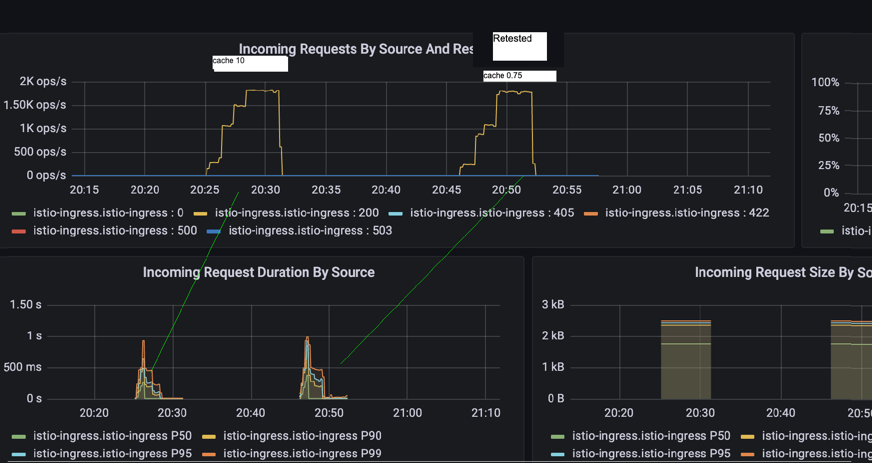 Retested
Incoming Requests By Source And Res
cache 10
cache 0.75
2K ops/s
1.50K ops/s
1K ops/s
500 ops/s
0 ops/s
20:15 20:20 20:25 20:30 20:35 20:40 20:45 20:50 20:55 21:00 21:05 21:10
istio-ingress.istio-ingress : 0 istio-ingress.istio-ingress : 200 istio-ingress.istio-ingress : 405 istio-ingress.istio-ingress : 422
istio-ingress.istio-ingress : 500 istio-ingress.istio-ingress : 503
100%
75%
50%
25%
0%
20:15
istio-i
Incoming Request Duration By Source
1.50 s
1 s
500 ms
0 s
20:20 20:30 20:40 20:50 21:00 21:10
istio-ingress.istio-ingress P50 istio-ingress.istio-ingress P90
istio-ingress.istio-ingress P95 istio-ingress.istio-ingress P99
Incoming Request Size By So
3 kB
2 kB
1 kB
0 B
20:20 20:30 20:40 20:50
istio-ingress.istio-ingress P50 istio-ing
istio-ingress.istio-ingress P95 istio-ing